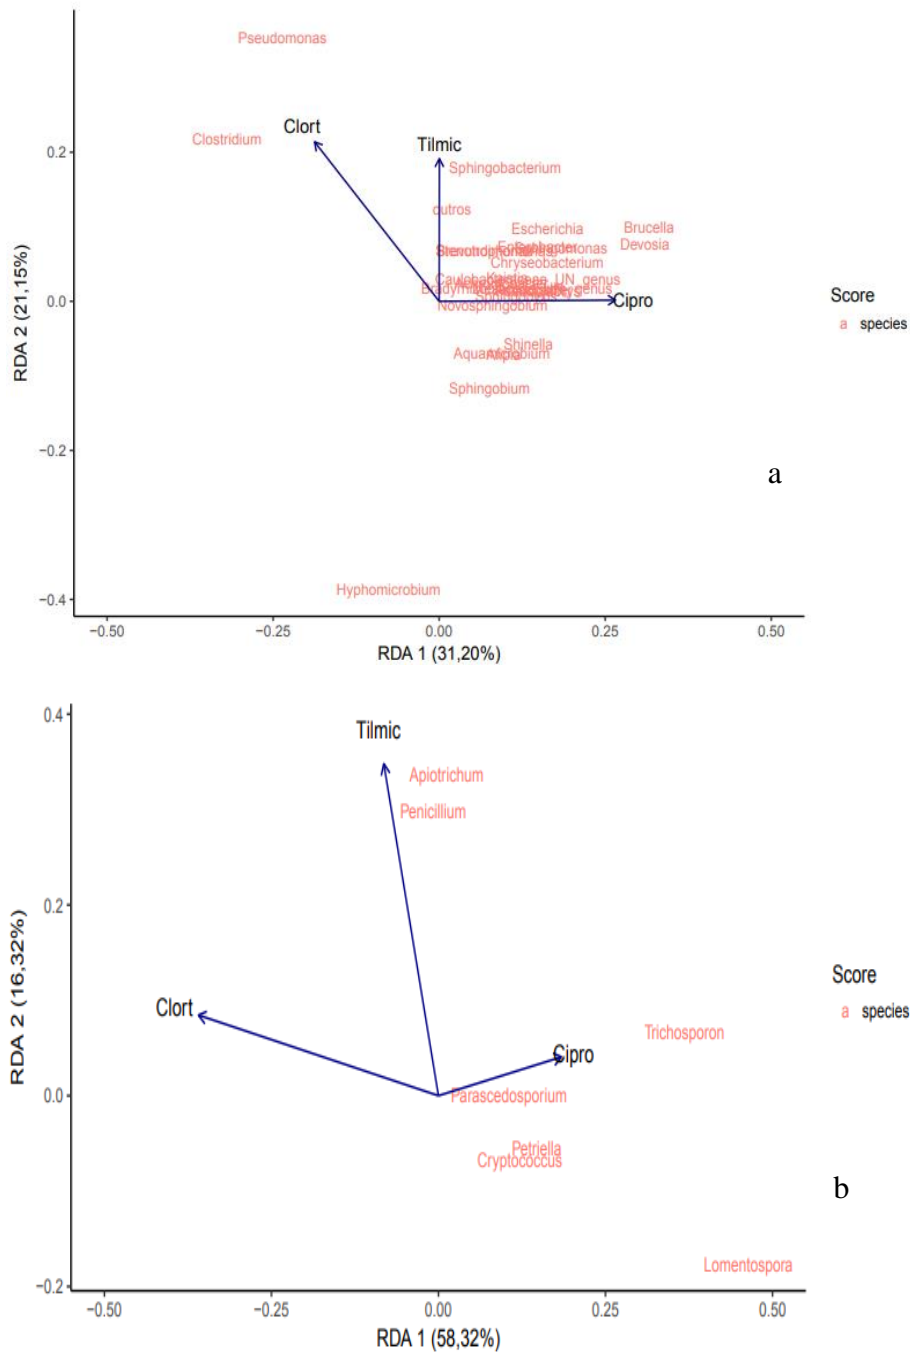 Pseudomonas
Clort
Clostridium
Tilmic
0.2
Sphingobacterium
outros
Escherichia
Brucella
Devosia
Chryseobacterium
UN_genus
genus
RDA 2 (21,15%)
0.0
Cipro
Novosphingobium
Score
a species
Shinella
Aquamicrobium
Sphingobium
−0.2
a
Hyphomicrobium
−0.4
−0.50 −0.25 0.00 0.25 0.50
RDA 1 (31,20%)
0.4
Tilmic
Apiotrichum
Penicillium
0.2
RDA 2 (16,32%)
Clort
Score
a species
Trichosporon
Cipro
0.0
Parascedosporium
Petriella
Cryptococcus
b
Lomentospora
−0.2
−0.50 −0.25 0.00 0.25 0.50
RDA 1 (58,32%)